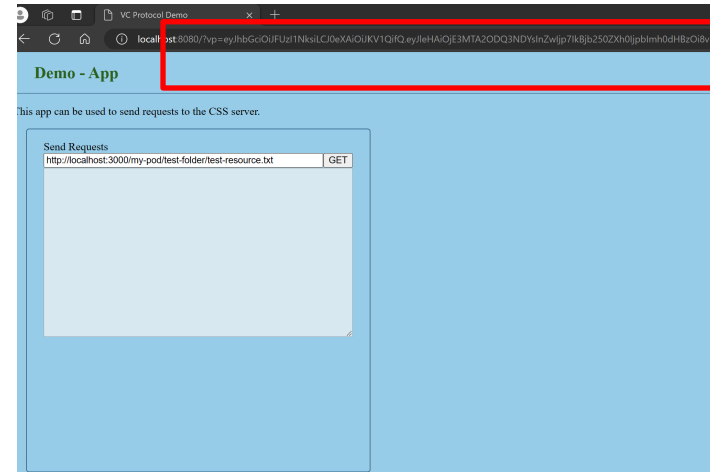 VC Protocol Demo
localhost:8080/?vp=eyJhbGciOiJFUzI1NksiLCJ0eXAiOiJKV1QifQ.eyJleHAiOjE3MTA2ODQ3NDYsInZwIjp7IkBjb250ZXh0IjpbImh0dHBzOi8v
Demo - App
This app can be used to send requests to the CSS server.
Send Requests
http://localhost:3000/my-pod/test-folder/test-resource.txt GET